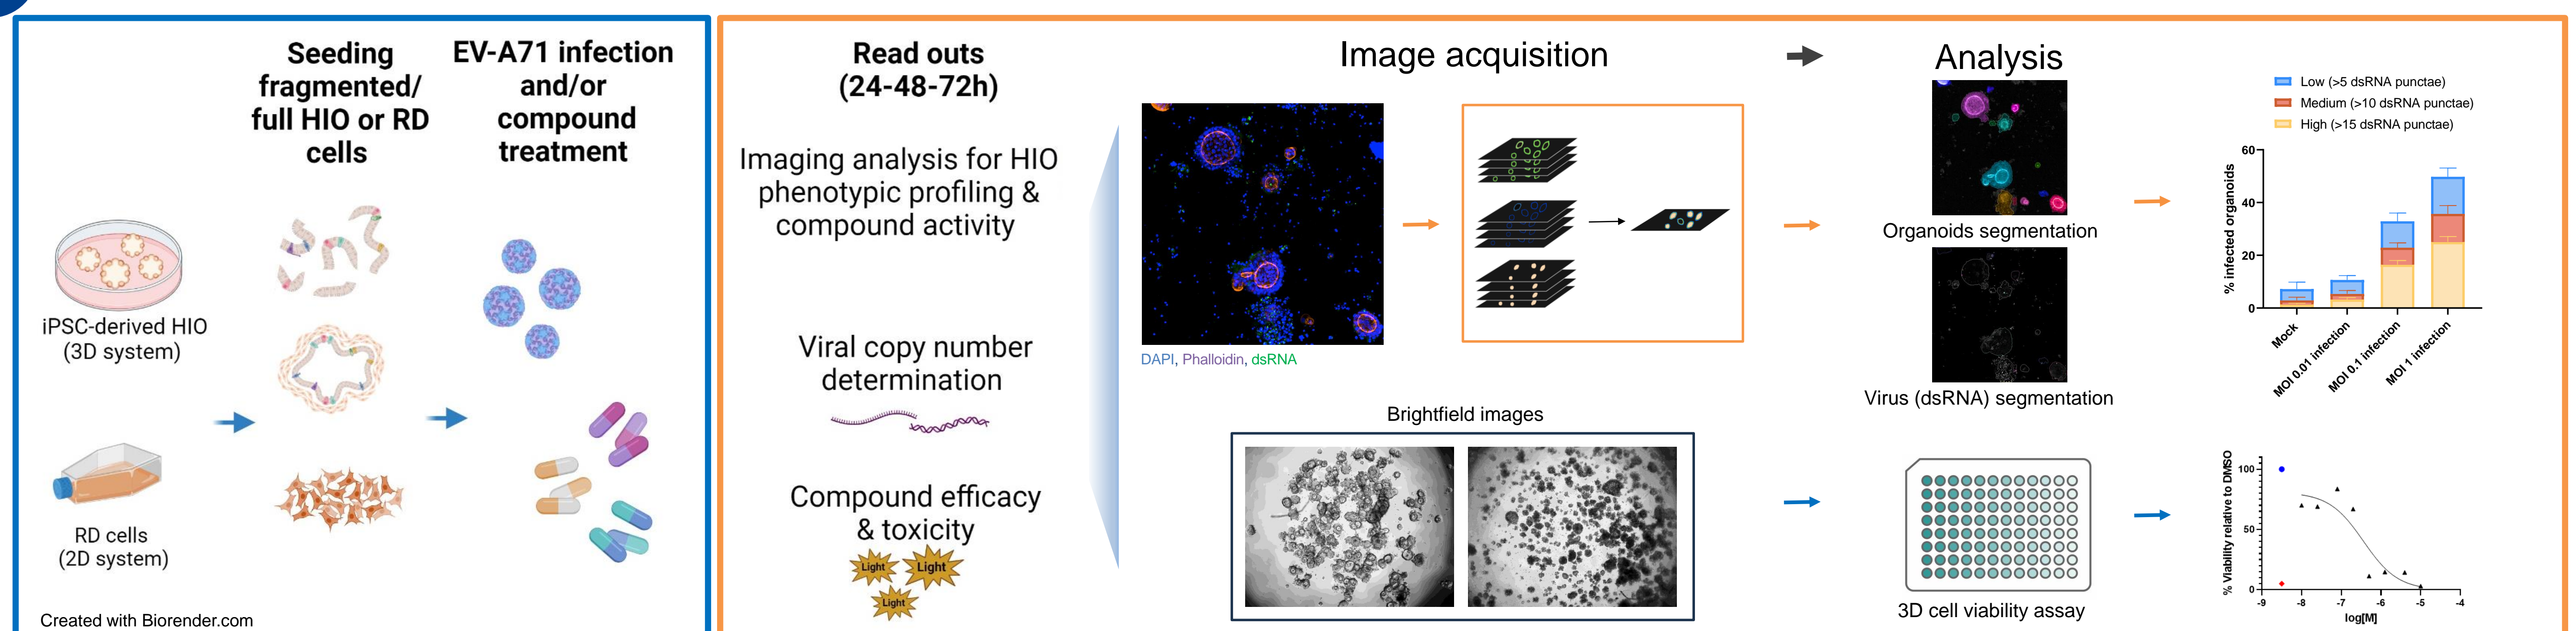 Seeding
fragmented/
full HIO or RD
cells
EV-A71 infection
and/or
compound
treatment
iPSC-derived HIO
(3D system)
RD cells
(2D system)
Created with Biorender.com
Read outs
(24-48-72h)
Imaging analysis for HIO
phenotypic profiling &
compound activity
Viral copy number
determination
Compound efficacy
& toxicity
Light
Light
Light
Image acquisition
DAPI, Phalloidin, dsRNA
Brightfield images
Analysis
Organoids segmentation
Virus (dsRNA) segmentation
3D cell viability assay
Low (>5 dsRNA punctae)
Medium (>10 dsRNA punctae)
High (>15 dsRNA punctae)
% infected organoids
60
40
20
0
Mock
MOI 0.01 infection
MOI 0.1 infection
MOI 1 infection
% Viability relative to DMSO
100
50
0
-9
-8
-7
-6
-5
-4
log[M]